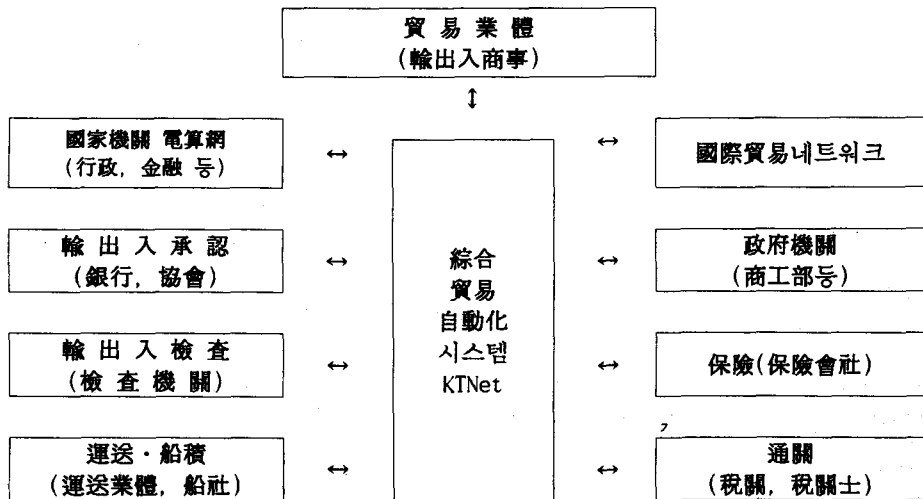 貿易業體
(輸出入商事)
↕
國家機關 電算網
(行政, 金融 등)
↔
↔
國際貿易네트워크
輸出入承認
(銀行, 協會)
↔
綜合
貿易
自動化
시스템
KTNet
↔
政府機關
(商工部등)
輸出入檢查
(檢查機關)
↔
↔
保險(保險會社)
運送·船積
(運送業體, 船社)
↔
↔
通關
(稅關, 稅關士)